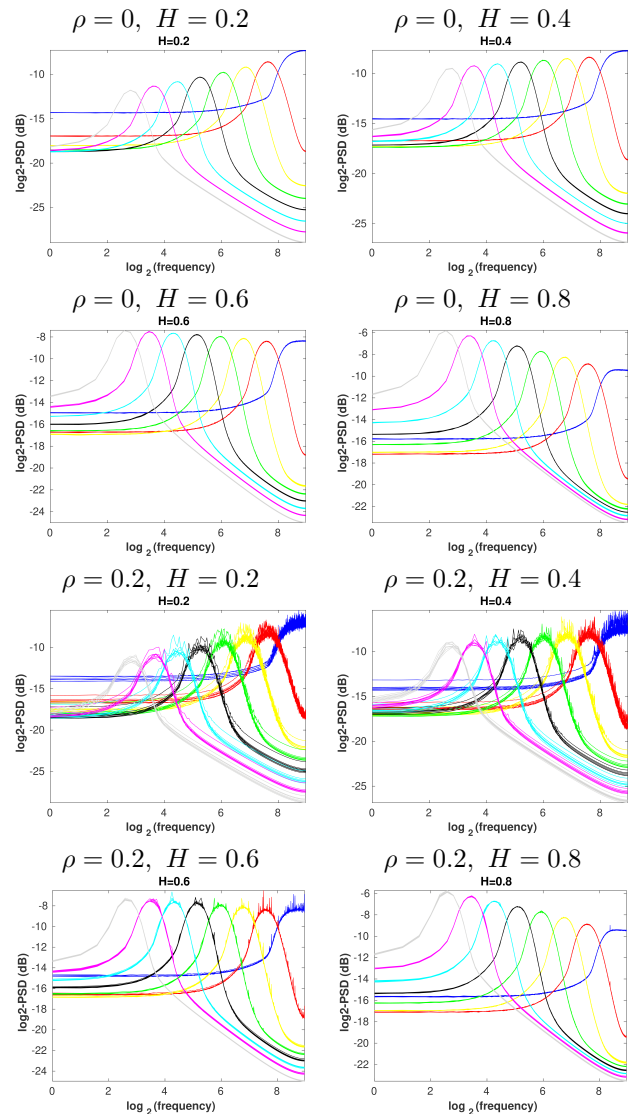 ρ = 0, H = 0.2
H=0.2
log2-PSD (dB)
-10
-15
-20
-25
0 2 4 6 8
log 2 (frequency)
ρ = 0, H = 0.4
H=0.4
log2-PSD (dB)
-10
-15
-20
-25
0 2 4 6 8
log 2 (frequency)
ρ = 0, H = 0.6
H=0.6
log2-PSD (dB)
-8
-10
-12
-14
-16
-18
-20
-22
-24
0 2 4 6 8
log 2 (frequency)
ρ = 0, H = 0.8
H=0.8
log2-PSD (dB)
-6
-8
-10
-12
-14
-16
-18
-20
-22
0 2 4 6 8
log 2 (frequency)
ρ = 0.2, H = 0.2
H=0.2
log2-PSD (dB)
-10
-15
-20
-25
0 2 4 6 8
log 2 (frequency)
ρ = 0.2, H = 0.4
H=0.4
log2-PSD (dB)
-10
-15
-20
-25
0 2 4 6 8
log 2 (frequency)
ρ = 0.2, H = 0.6
H=0.6
log2-PSD (dB)
-8
-10
-12
-14
-16
-18
-20
-22
-24
0 2 4 6 8
log 2 (frequency)
ρ = 0.2, H = 0.8
H=0.8
log2-PSD (dB)
-6
-8
-10
-12
-14
-16
-18
-20
-22
0 2 4 6 8
log 2 (frequency)